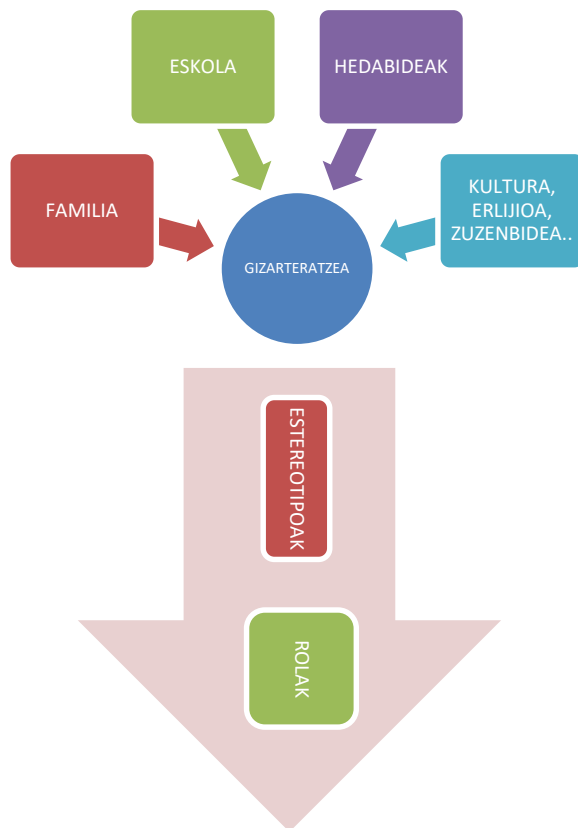 ESKOLA
HEDABIDEAK
FAMILIA
KULTURA,
ERLIJIOA,
ZUZENBIDEA..
GIZARTERATZEA
ESTEREOTIPOAK
ROLAK